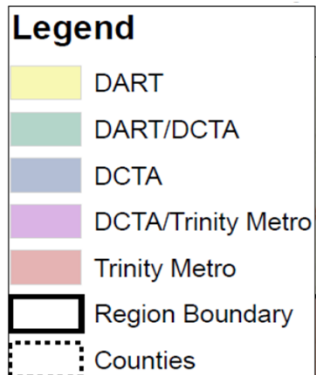 Legend
DART
DART/DCTA
DCTA
DCTA/Trinity Metro
Trinity Metro
Region Boundary
Counties